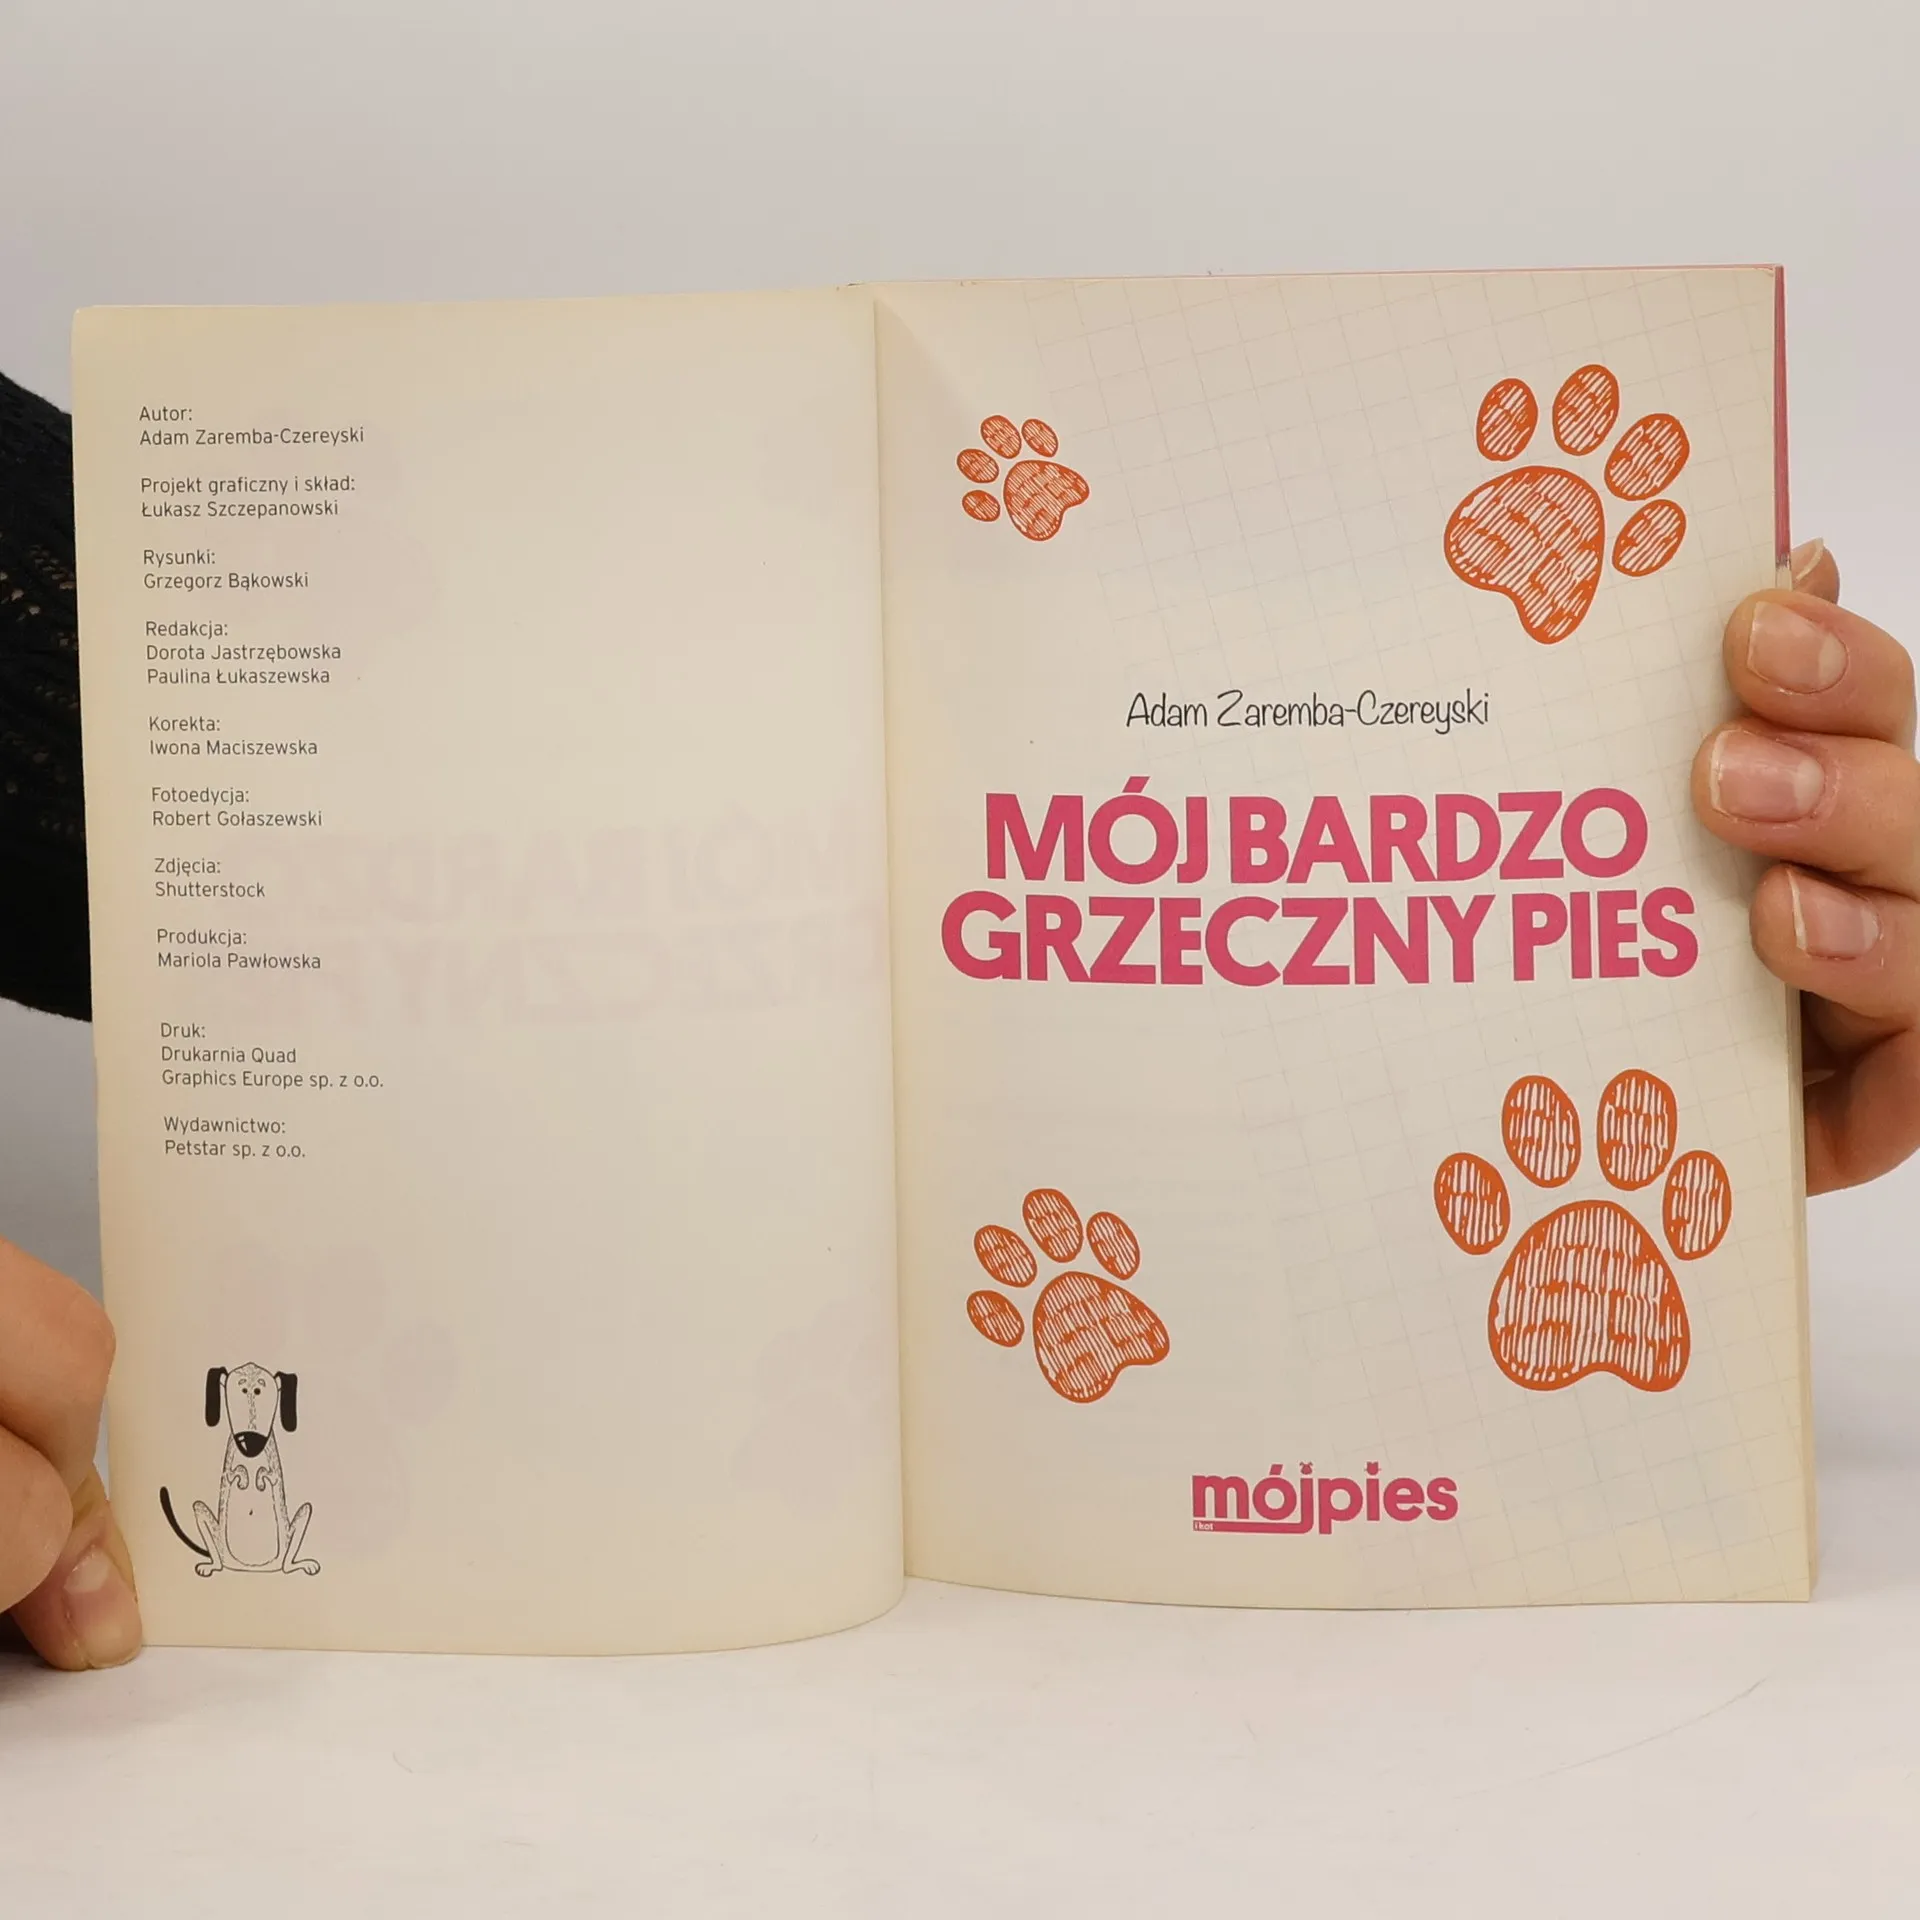 Autor:
Adam Zaremba-Czereyski
Projekt graficzny i skład:
Łukasz Szczepanowski
Rysunki:
Grzegorz Bąkowski
Redakcja:
Dorota Jastrzębowska
Paulina Łukaszewska
Korekta:
Iwona Maciszewska
Fotoedycja:
Robert Gołaszewski
Zdjęcia:
Shutterstock
Produkcja:
Mariola Pawłowska
Druk:
Drukarnia Quad
Graphics Europe sp. z o.o.
Wydawnictwo:
Petstar sp. z o.o.
Adam Zaremba-Czereyski
MÓJ BARDZO
GRZECZNY PIES
mójpies
i kot